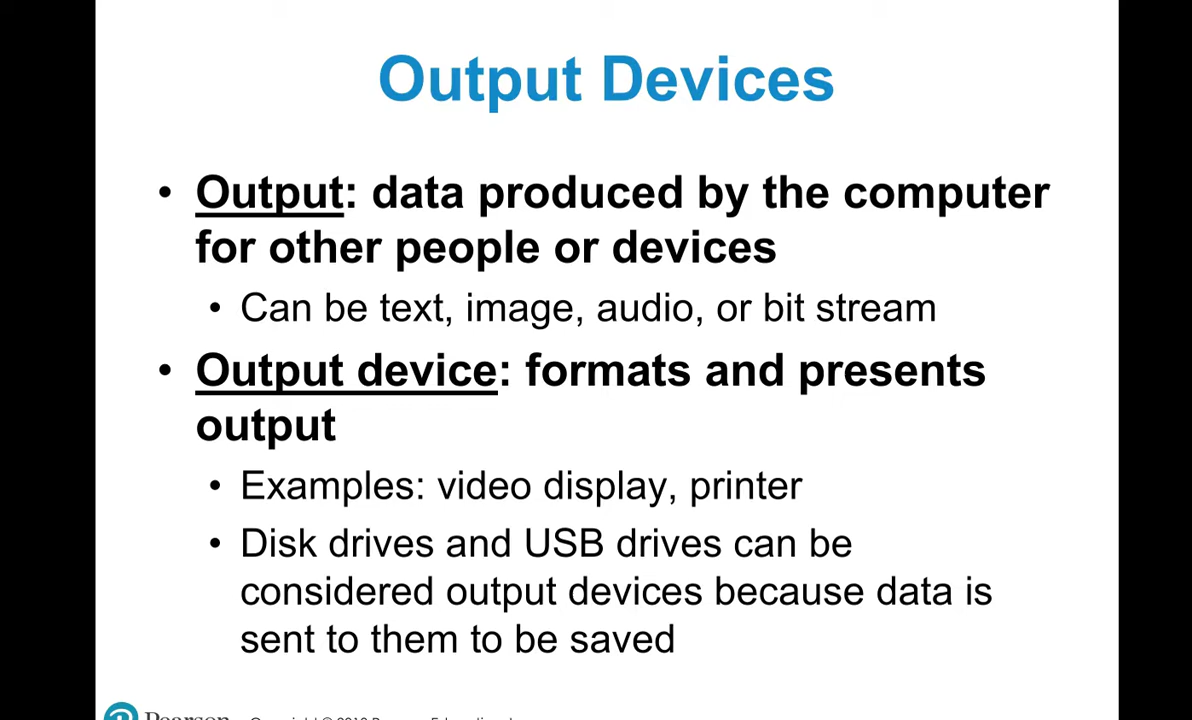 Output Devices
• Output: data produced by the computer
for other people or devices
• Can be text, image, audio, or bit stream
• Output device: formats and presents
output
• Examples: video display, printer
• Disk drives and USB drives can be
considered output devices because data is
sent to them to be saved
Pearson